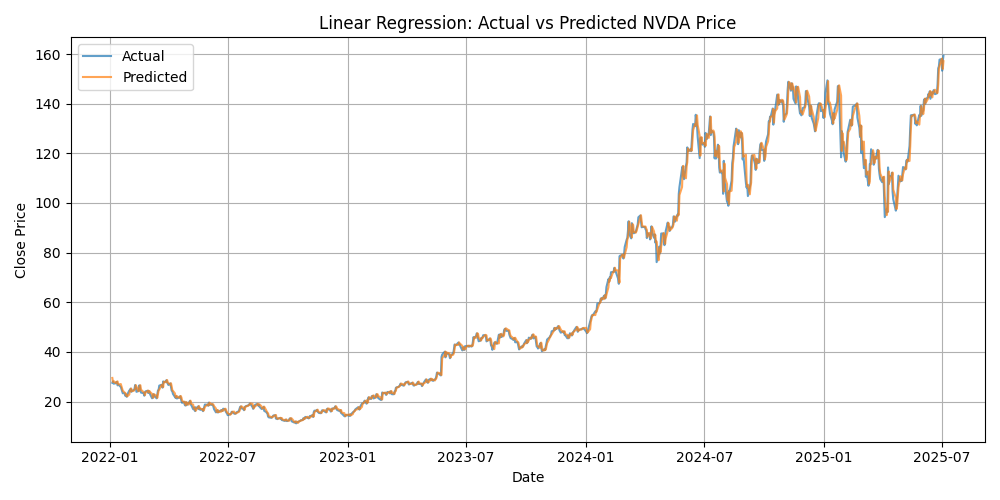 Linear Regression: Actual vs Predicted NVDA Price
Actual
Predicted
160
140
120
100
80
60
40
20
Close Price
2022-01 2022-07 2023-01 2023-07 2024-01 2024-07 2025-01 2025-07
Date